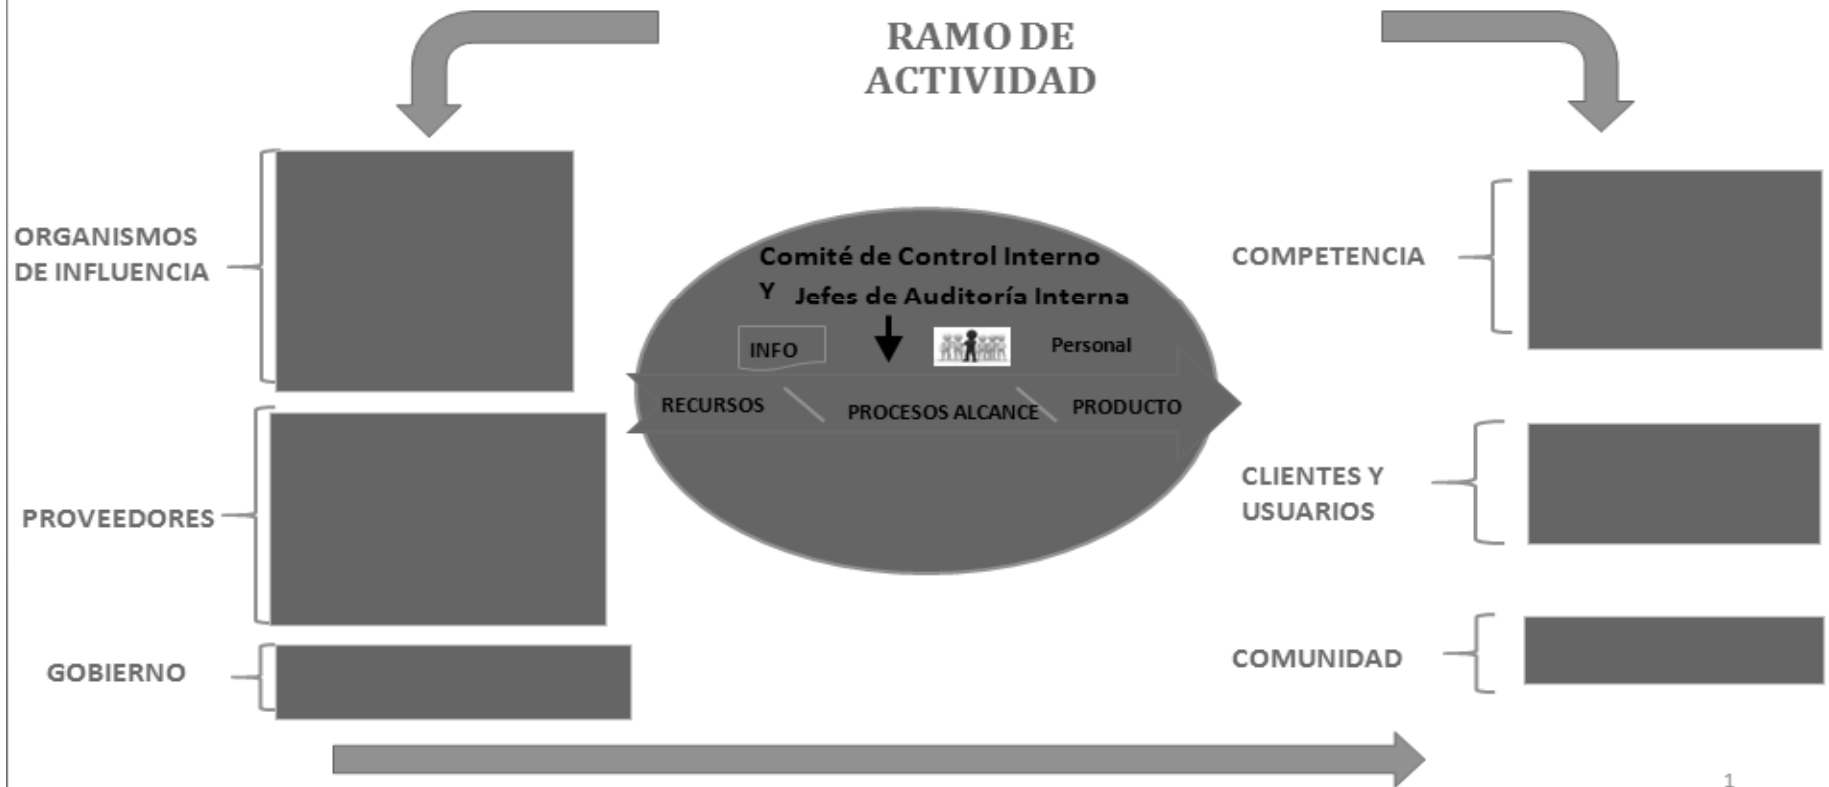 RAMO DE
ACTIVIDAD
ORGANISMOS
DE INFLUENCIA
PROVEEDORES
GOBIERNO
Comité de Control Interno
Y Jefes de Auditoría Interna
INFO
Personal
RECURSOS
PROCESOS ALCANCE
PRODUCTO
COMPETENCIA
CLIENTES Y
USUARIOS
COMUNIDAD
1